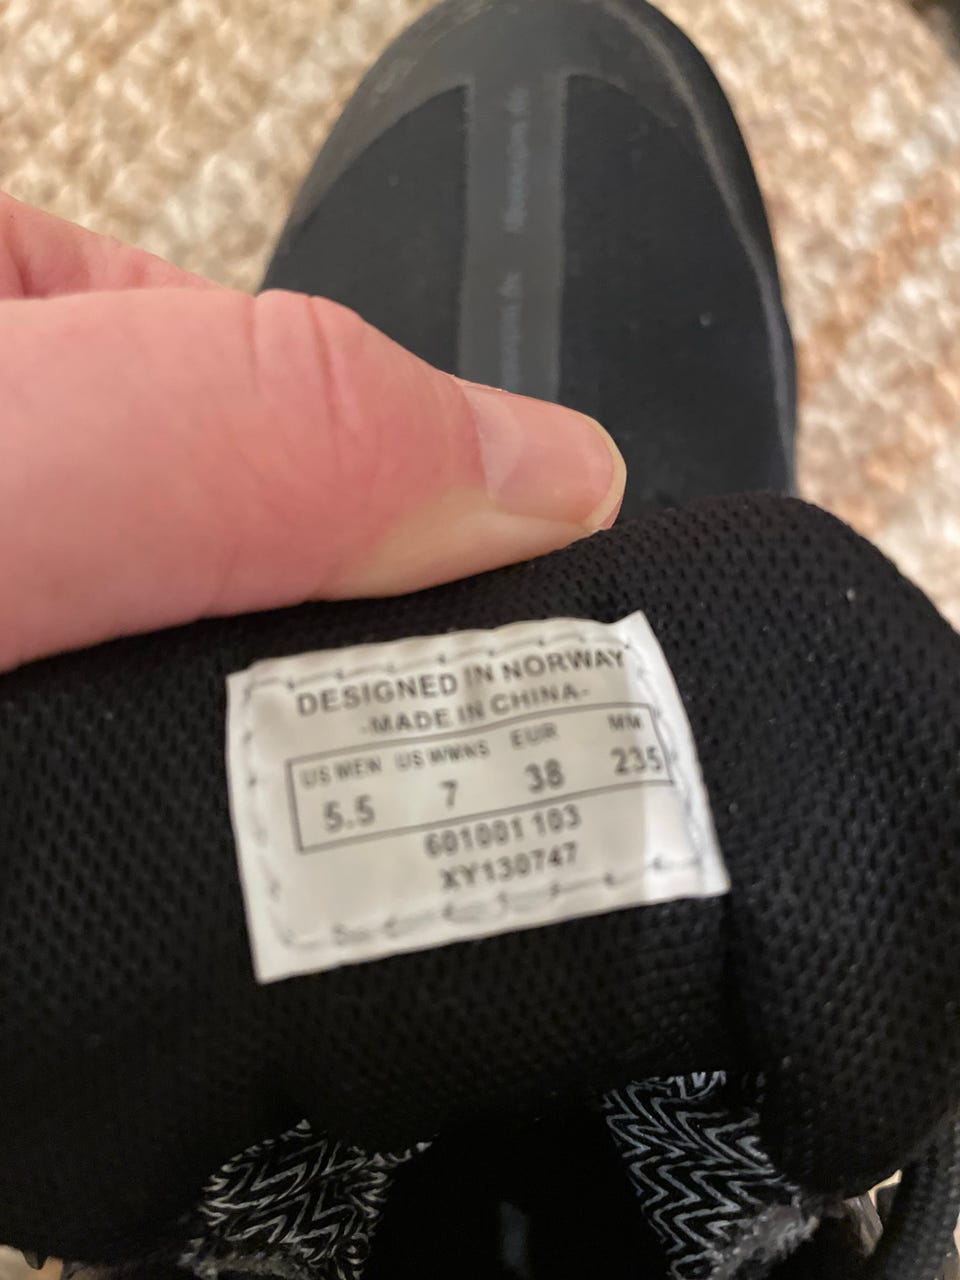 DESIGNED IN NORWAY
-MADE IN CHINA-
US MEN US WMNS EUR MM
5.5 7 38 235
601001 103
XY130747